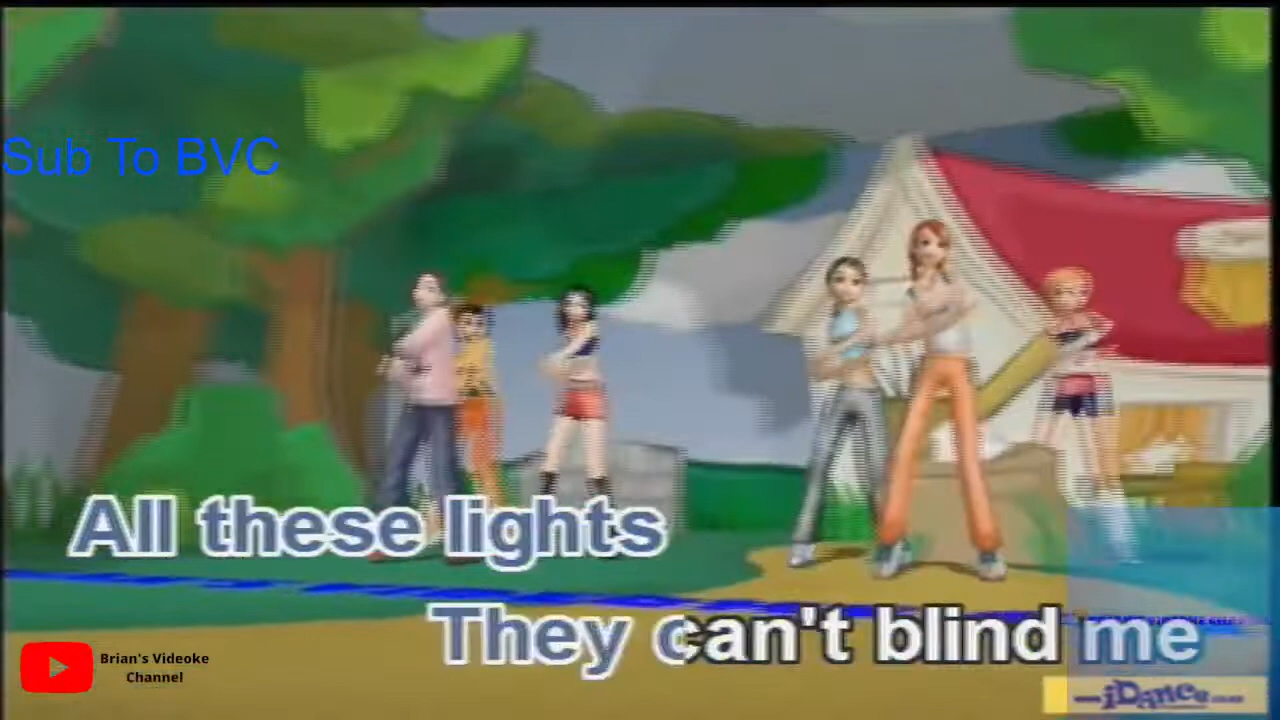 Sub To BVC
All these lights
They can't blind me
Brian's Videoke
Channel
iDance